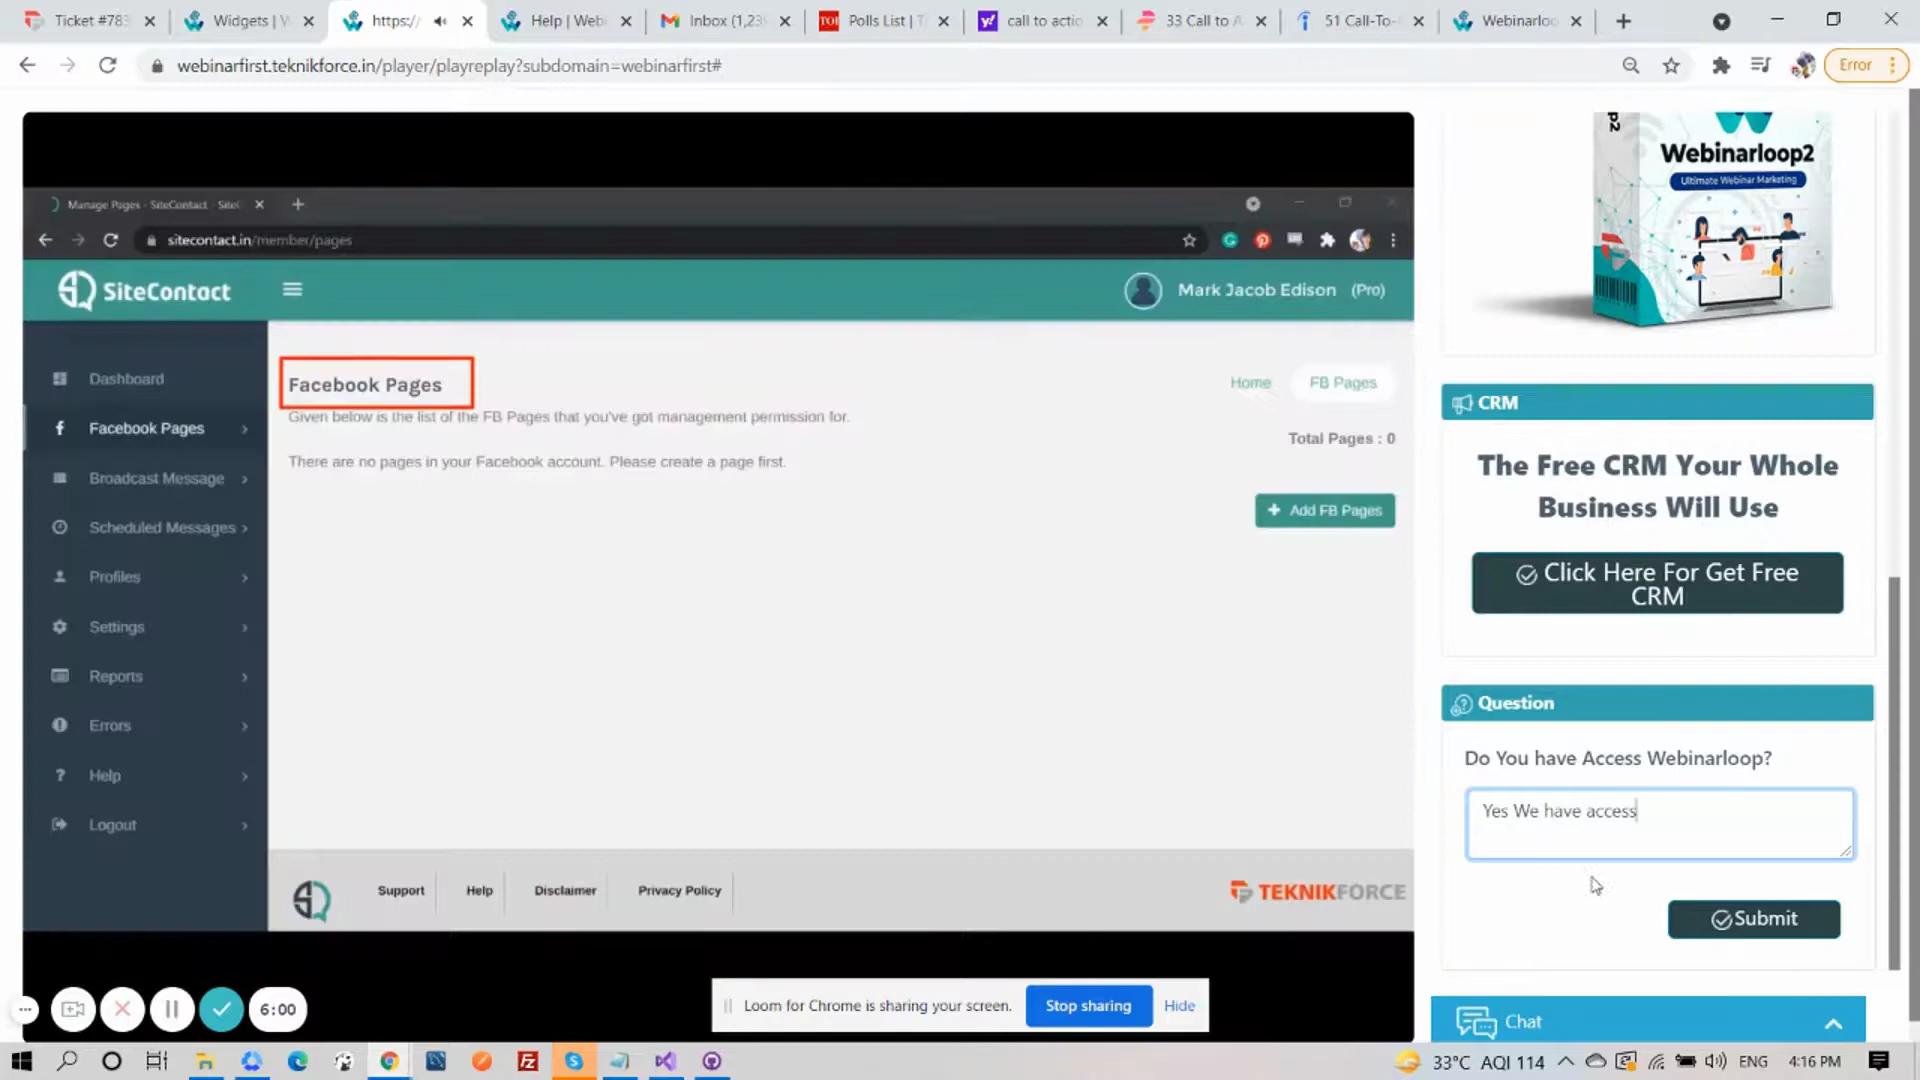 Ticket #783
Widgets | W
https:/
Help | Web
Inbox (1,23
Polls List | T
call to actio
33 Call to A
51 Call-To-
Webinarloo
webinarfirst.teknikforce.in/player/playreplay?subdomain=webinarfirst#
Error
Manage Pages - SiteContact - SiteC
sitecontact.in/member/pages
SiteContact
Mark Jacob Edison (Pro)
Dashboard
Facebook Pages
Broadcast Message
Scheduled Messages
Profiles
Settings
Reports
Errors
Help
Logout
Facebook Pages
Given below is the list of the FB Pages that you've got management permission for.
There are no pages in your Facebook account. Please create a page first.
Home
FB Pages
Total Pages : 0
Add FB Pages
Support
Help
Disclaimer
Privacy Policy
TEKNIKFORCE
Webinarloop2
Ultimate Webinar Marketing
CRM
The Free CRM Your Whole
Business Will Use
Click Here For Get Free
CRM
Question
Do You have Access Webinarloop?
Yes We have access
Submit
Chat
6:00
Loom for Chrome is sharing your screen.
Stop sharing
Hide
33°C AQI 114
ENG
4:16 PM